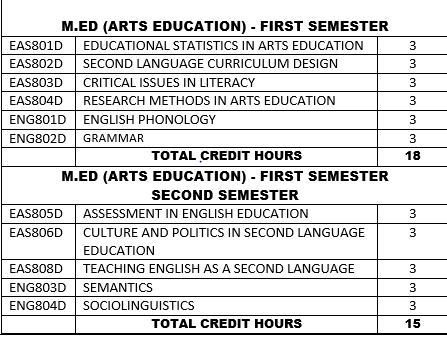 M.ED (ARTS EDUCATION) - FIRST SEMESTER
EAS801D EDUCATIONAL STATISTICS IN ARTS EDUCATION 3
EAS802D SECOND LANGUAGE CURRICULUM DESIGN 3
EAS803D CRITICAL ISSUES IN LITERACY 3
EAS804D RESEARCH METHODS IN ARTS EDUCATION 3
ENG801D ENGLISH PHONOLOGY 3
ENG802D GRAMMAR 3
TOTAL CREDIT HOURS 18
M.ED (ARTS EDUCATION) - FIRST SEMESTER
SECOND SEMESTER
EAS805D ASSESSMENT IN ENGLISH EDUCATION 3
EAS806D CULTURE AND POLITICS IN SECOND LANGUAGE 3
EDUCATION
EAS808D TEACHING ENGLISH AS A SECOND LANGUAGE 3
ENG803D SEMANTICS 3
ENG804D SOCIOLINGUISTICS 3
TOTAL CREDIT HOURS 15